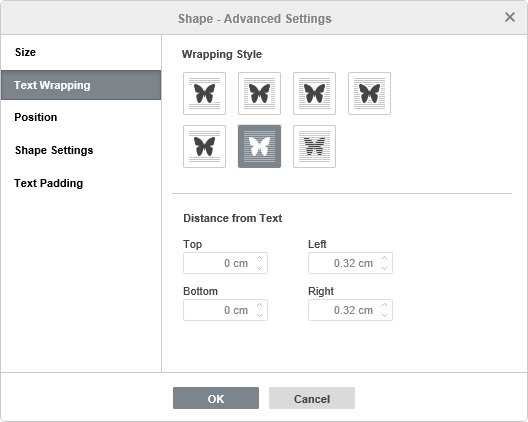 Shape - Advanced Settings
Size
Text Wrapping
Position
Shape Settings
Text Padding
Wrapping Style
Distance from Text
Top
Left
0 cm
0.32 cm
Bottom
Right
0 cm
0.32 cm
OK
Cancel